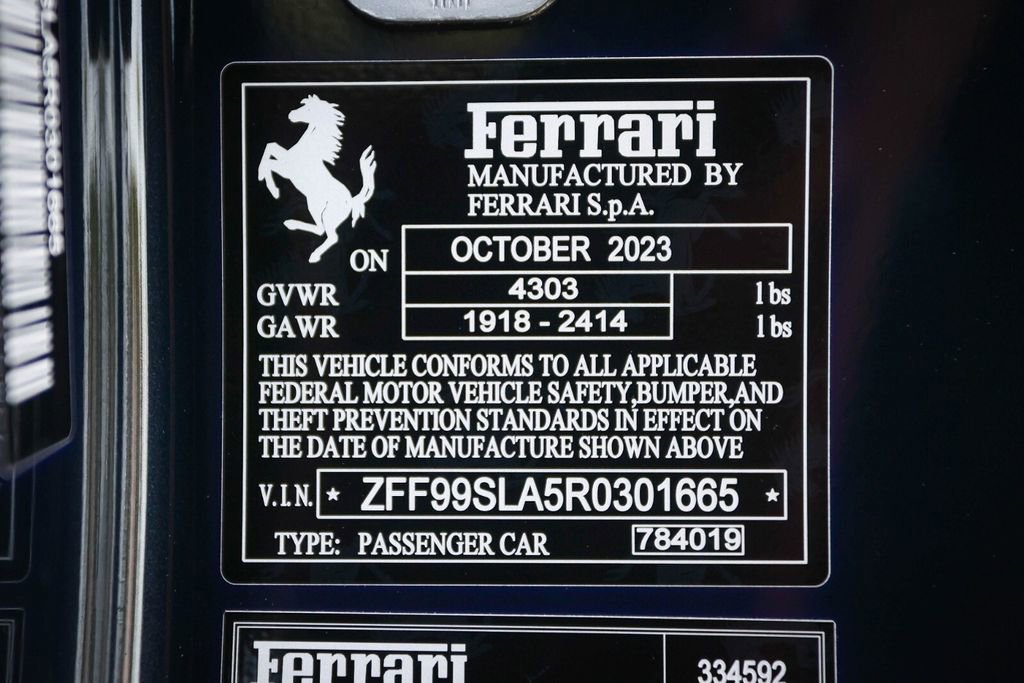 Ferrari
MANUFACTURED BY
FERRARI S.p.A.
ON OCTOBER 2023
GVWR 4303 lbs
GAWR 1918 - 2414 lbs
THIS VEHICLE CONFORMS TO ALL APPLICABLE
FEDERAL MOTOR VEHICLE SAFETY,BUMPER,AND
THEFT PREVENTION STANDARDS IN EFFECT ON
THE DATE OF MANUFACTURE SHOWN ABOVE
V.I.N. ★ ZFF99SLA5R0301665 ★
TYPE: PASSENGER CAR 784019
Ferrari 334592